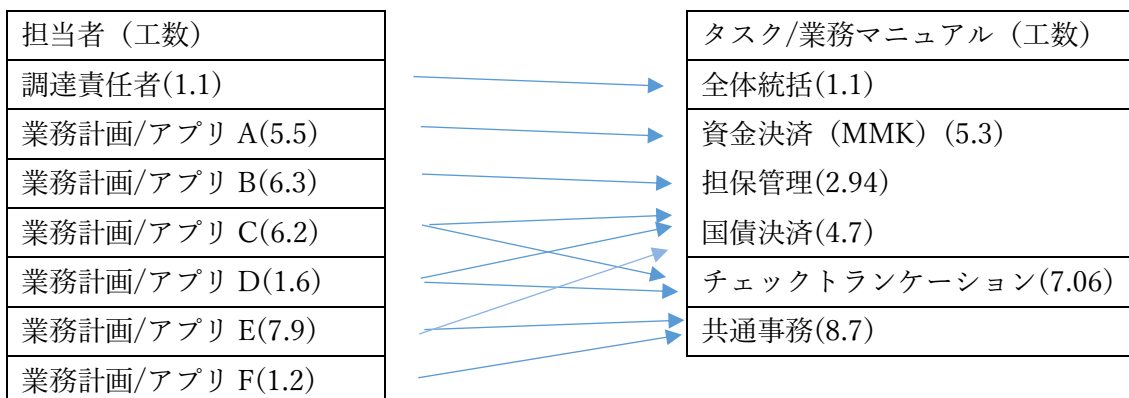 担当者（工数）
調達責任者(1.1)
業務計画/アプリ A(5.5)
業務計画/アプリ B(6.3)
業務計画/アプリ C(6.2)
業務計画/アプリ D(1.6)
業務計画/アプリ E(7.9)
業務計画/アプリ F(1.2)
タスク/業務マニュアル（工数）
全体統括(1.1)
資金決済（MMK）(5.3)
担保管理(2.94)
国債決済(4.7)
チェックトランケーション(7.06)
共通事務(8.7)